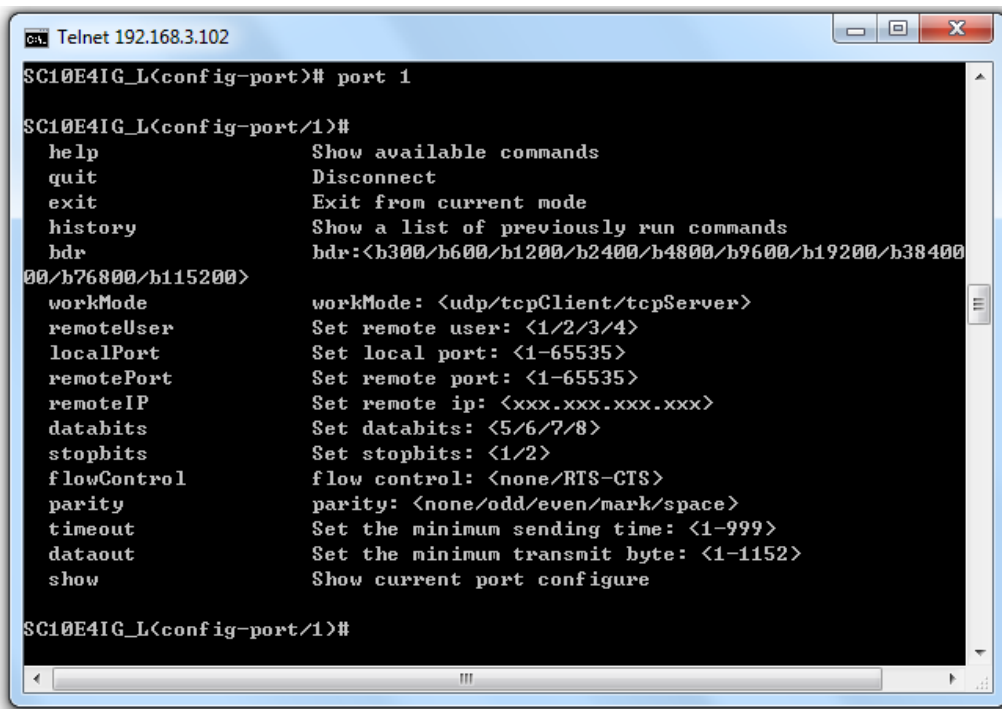 Telnet 192.168.3.102
SC10E4IG_L(config-port)# port 1
SC10E4IG_L(config-port/1)#
help Show available commands
quit Disconnect
exit Exit from current mode
history Show a list of previously run commands
bdr bdr:<b300/b600/b1200/b2400/b4800/b9600/b19200/b38400
00/b76800/b115200>
workMode workMode: <udp/tcpClient/tcpServer>
remoteUser Set remote user: <1/2/3/4>
localPort Set local port: <1-65535>
remotePort Set remote port: <1-65535>
remoteIP Set remote ip: <xxx.xxx.xxx.xxx>
databits Set databits: <5/6/7/8>
stopbits Set stopbits: <1/2>
flowControl flow control: <none/RTS-CTS>
parity parity: <none/odd/even/mark/space>
timeout Set the minimum sending time: <1-999>
dataout Set the minimum transmit byte: <1-1152>
show Show current port configure
SC10E4IG_L(config-port/1)#